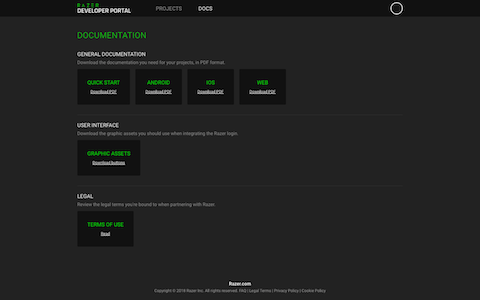 RAZER
DEVELOPER PORTAL
PROJECTS
DOCS
DOCUMENTATION
GENERAL DOCUMENTATION
Download the documentation you need for your projects, in PDF format.
QUICK START
Download PDF
ANDROID
Download PDF
IOS
Download PDF
WEB
Download PDF
USER INTERFACE
Download the graphic assets you should use when integrating the Razer login.
GRAPHIC ASSETS
Download buttons
LEGAL
Review the legal terms you're bound to when partnering with Razer.
TERMS OF USE
Read
Razer.com
Copyright © 2018 Razer Inc. All rights reserved. FAQ | Legal Terms | Privacy Policy | Cookie Policy